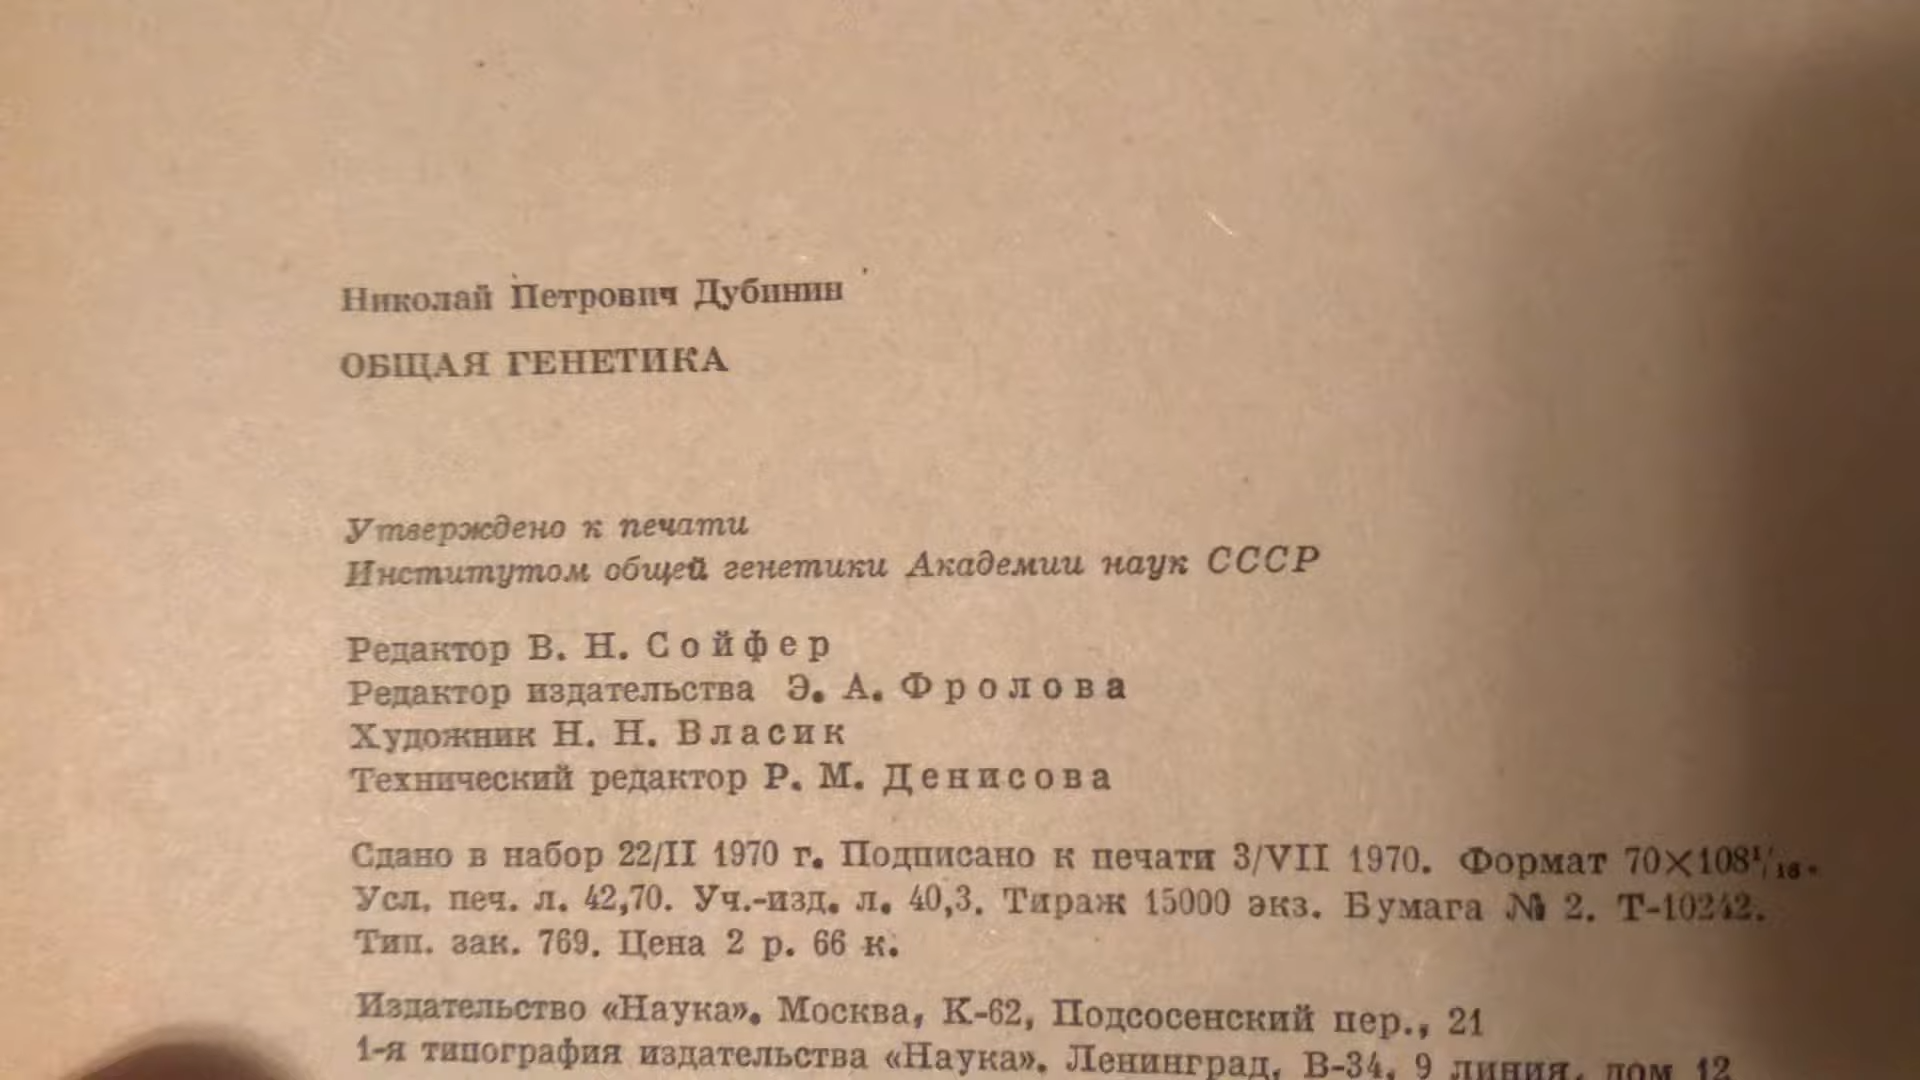 Николай Петрович Дубинин
ОБЩАЯ ГЕНЕТИКА
Утверждено к печати
Институтом общей генетики Академии наук СССР
Редактор В. Н. Сойфер
Редактор издательства Э. А. Фролова
Художник Н. Н. Власик
Технический редактор Р. М. Денисова
Сдано в набор 22/II 1970 г. Подписано к печати 3/VII 1970. Формат 70×108¹/₁₆.
Усл. печ. л. 42,70. Уч.-изд. л. 40,3. Тираж 15000 экз. Бумага № 2. Т-10242.
Тип. зак. 769. Цена 2 р. 66 к.
Издательство «Наука». Москва, К-62, Подсосенский пер., 21
1-я типография издательства «Наука». Ленинград, В-34, 9 линия, дом 12